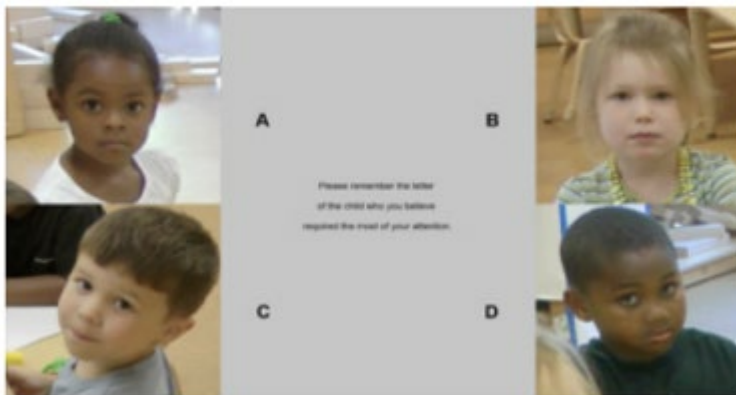 A
B
Please remember the letter
of the child who you believe
required the most of your attention.
C
D